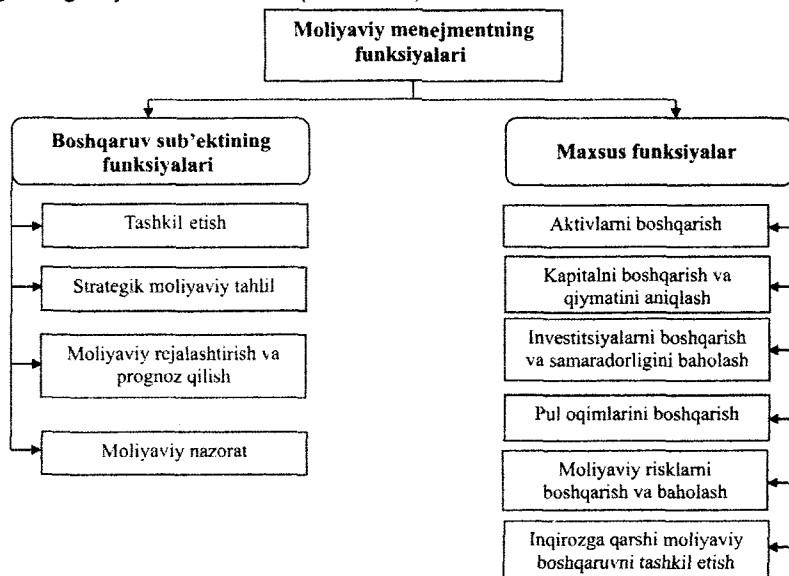 Moliyaviy menejmentning
funksiyalari
Boshqaruv sub’ektining
funksiyalari
Tashkil etish
Strategik moliyaviy tahlil
Moliyaviy rejalashtirish va
prognoz qilish
Moliyaviy nazorat
Maxsus funksiyalar
Aktivlarni boshqarish
Kapitalni boshqarish va
qiymatini aniqlash
Investitsiyalarni boshqarish
va samaradorligini baholash
Pul oqimlarini boshqarish
Moliyaviy risklarni
boshqarish va baholash
Inqirozga qarshi moliyaviy
boshqaruvni tashkil etish